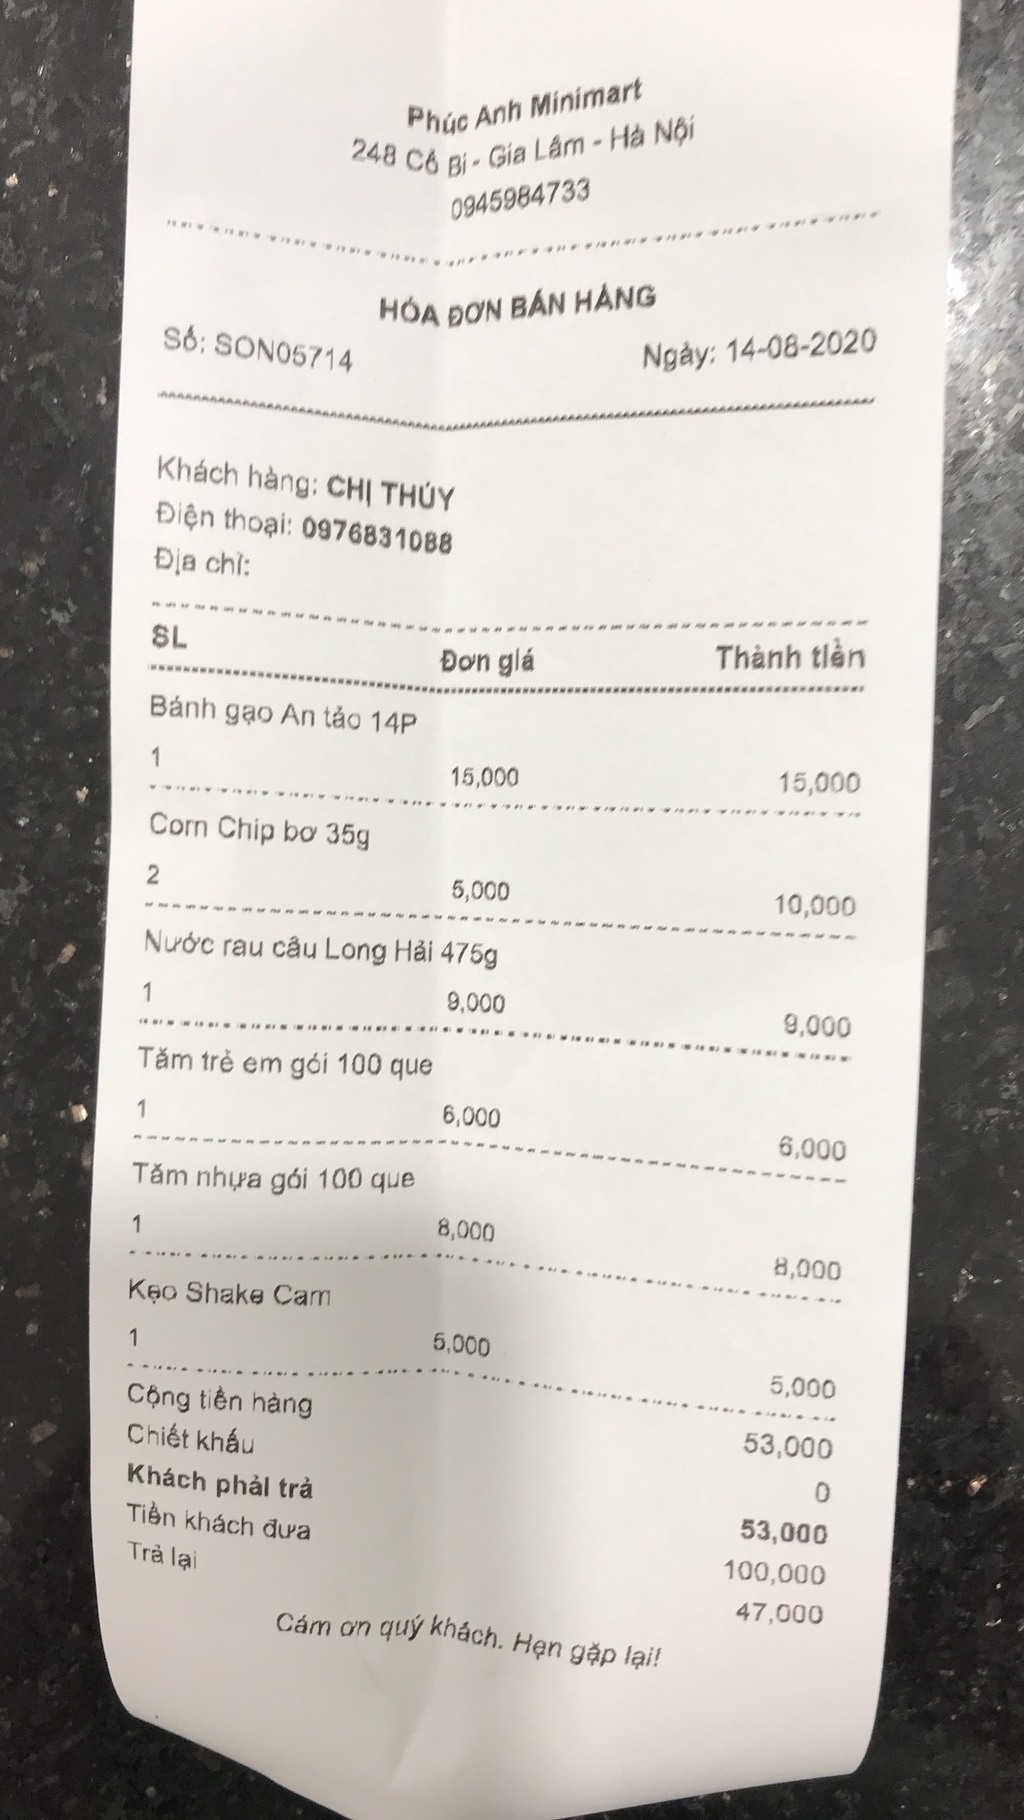 Phúc Anh Minimart
248 Cổ Bi - Gia Lâm - Hà Nội
0945984733
HÓA ĐƠN BÁN HÀNG
Số: SON05714 Ngày: 14-08-2020
Khách hàng: CHỊ THÚY
Điện thoại: 0976831088
Địa chỉ:
SL Đơn giá Thành tiền
Bánh gạo An tảo 14P
1 15,000 15,000
Corn Chip bơ 35g
2 5,000 10,000
Nước rau câu Long Hải 475g
1 9,000 9,000
Tăm trẻ em gói 100 que
1 6,000 6,000
Tăm nhựa gói 100 que
1 8,000 8,000
Kẹo Shake Cam
1 5,000 5,000
Cộng tiền hàng 53,000
Chiết khấu 0
Khách phải trả 53,000
Tiền khách đưa 100,000
Trả lại 47,000
Cám ơn quý khách. Hẹn gặp lại!